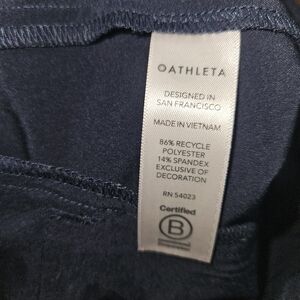 ATHLETA
DESIGNED IN
SAN FRANCISCO
MADE IN VIETNAM
86% RECYCLE
POLYESTER
14% SPANDEX
EXCLUSIVE OF
DECORATION
RN 54023
Certified
B